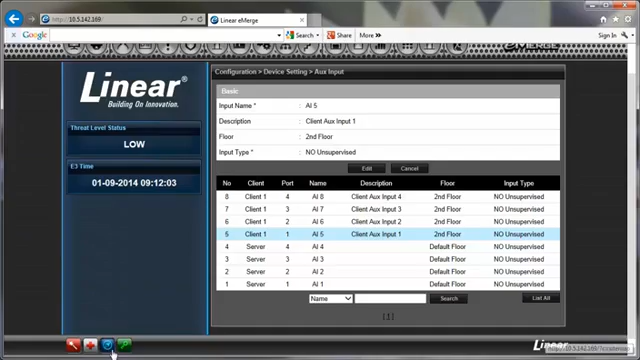 http://10.5.142.169/
Linear eMerge
Google
Search
Share
More »
Sign In
EMERGE
Linear®
Building On Innovation.
Threat Level Status
LOW
E3 Time
01-09-2014 09:12:03
Configuration > Device Setting > Aux Input
Basic
Input Name * : AI 5
Description : Client Aux Input 1
Floor : 2nd Floor
Input Type * : NO Unsupervised
Edit Cancel
No Client Port Name Description Floor Input Type
8 Client 1 4 AI 8 Client Aux Input 4 2nd Floor NO Unsupervised
7 Client 1 3 AI 7 Client Aux Input 3 2nd Floor NO Unsupervised
6 Client 1 2 AI 6 Client Aux Input 2 2nd Floor NO Unsupervised
5 Client 1 1 AI 5 Client Aux Input 1 2nd Floor NO Unsupervised
4 Server 4 AI 4 Default Floor NO Unsupervised
3 Server 3 AI 3 Default Floor NO Unsupervised
2 Server 2 AI 2 Default Floor NO Unsupervised
1 Server 1 AI 1 Default Floor NO Unsupervised
Name Search List All
[1]